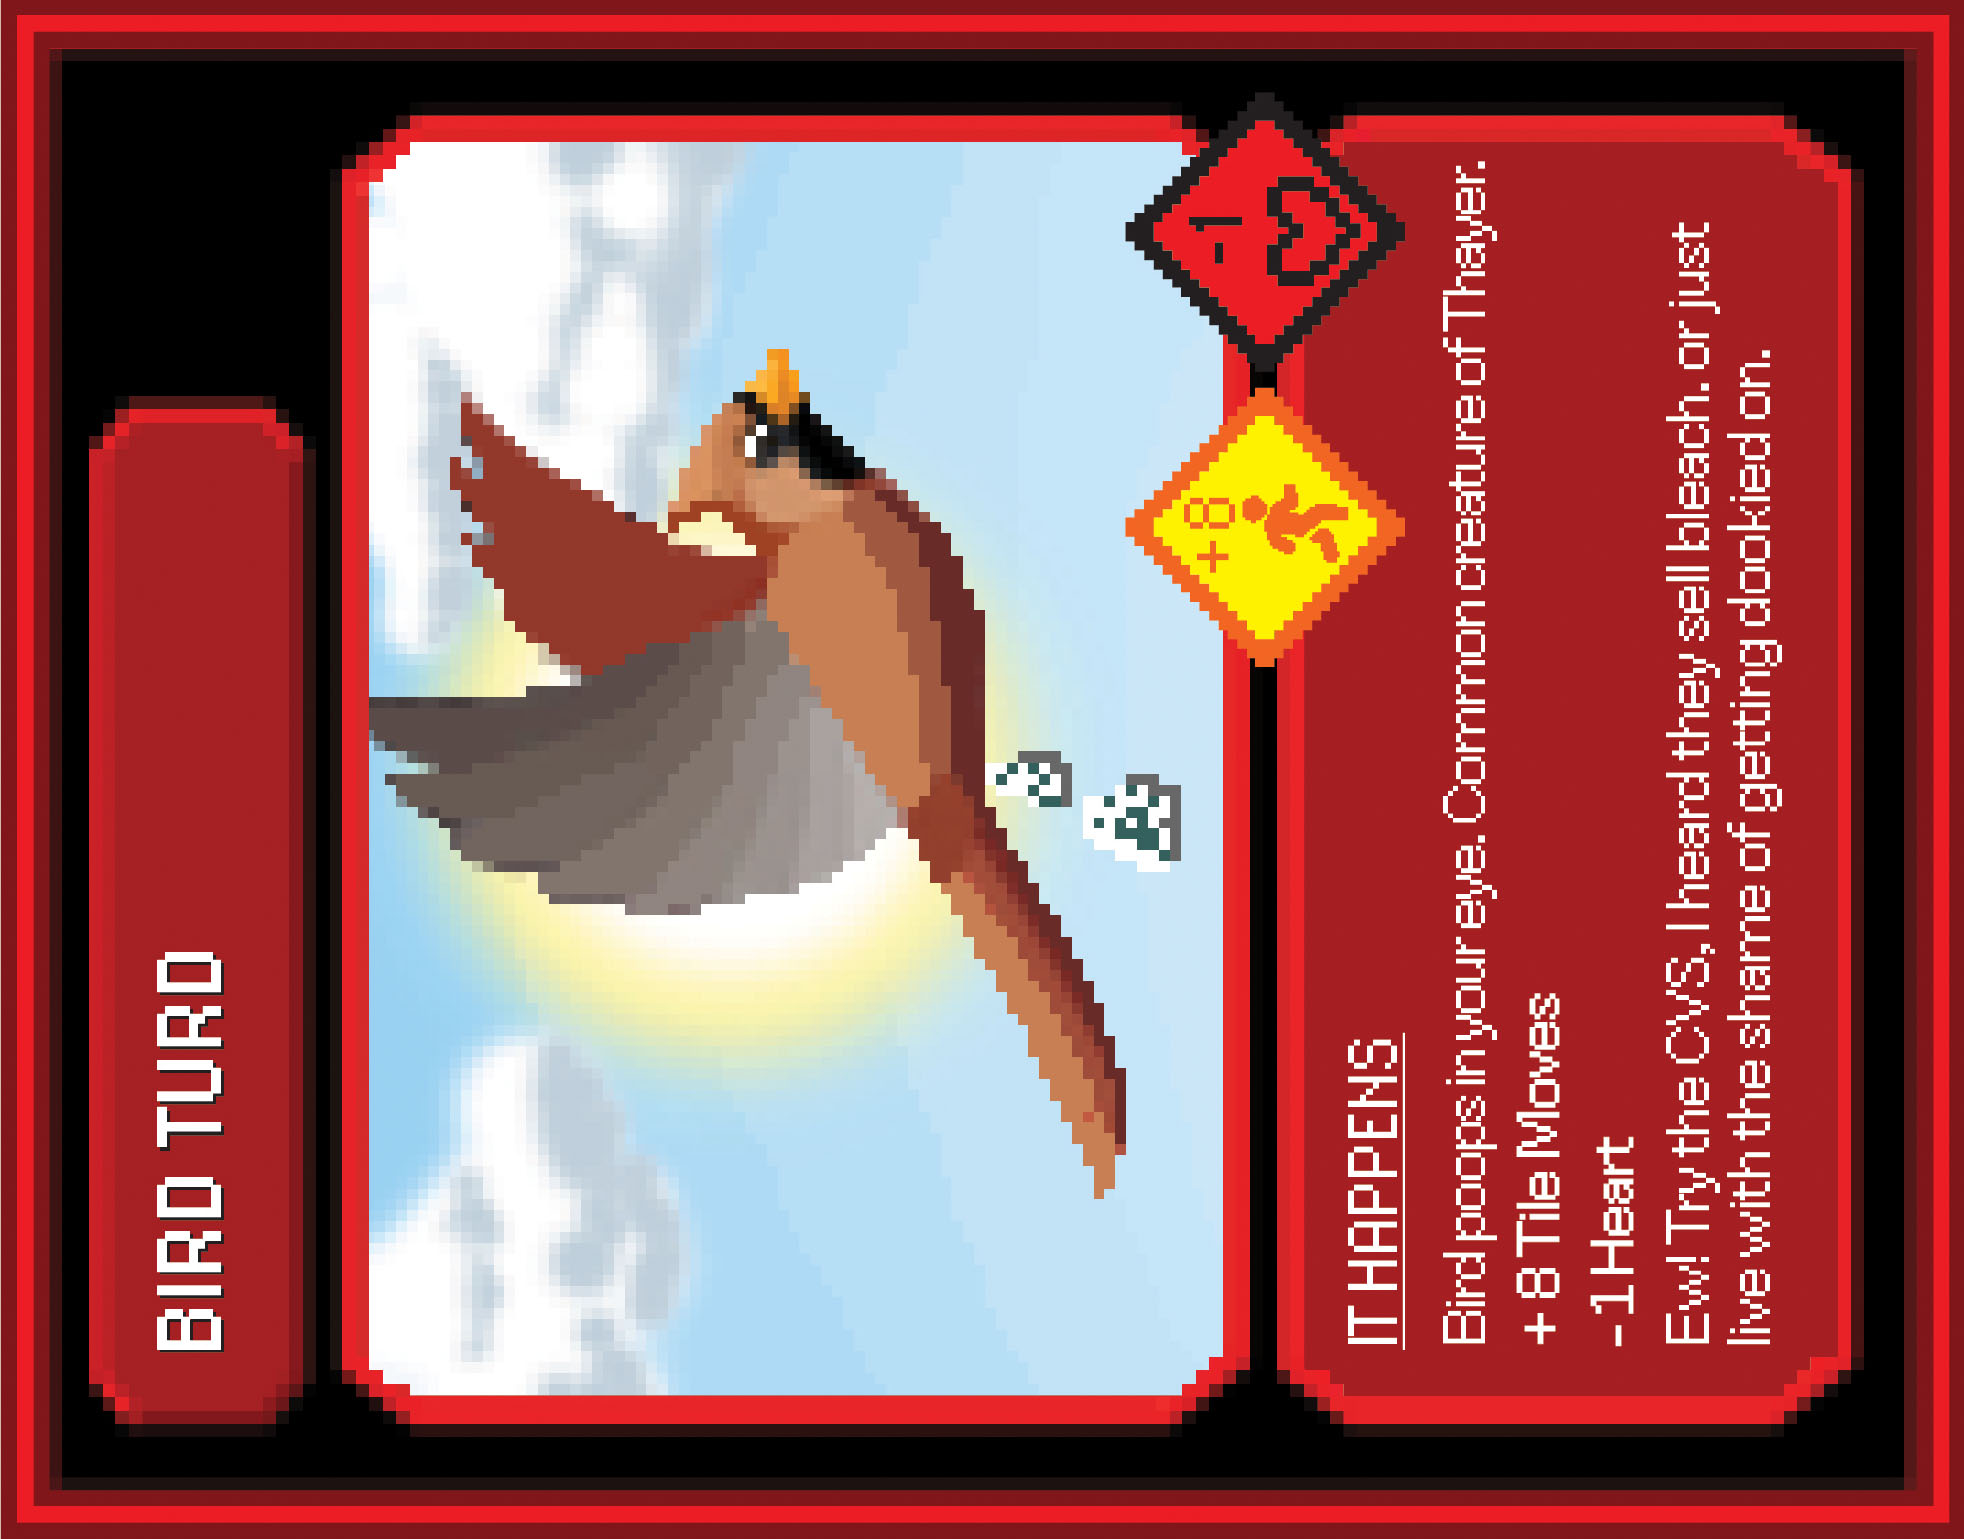 BIRD TURD
+8
-1
IT HAPPENS
Bird poops in your eye. Common creature of Thayer.
+ 8 Tile Moves
- 1 Heart
Ew! Try the CVS, I heard they sell bleach. or just
live with the shame of getting dookied on.